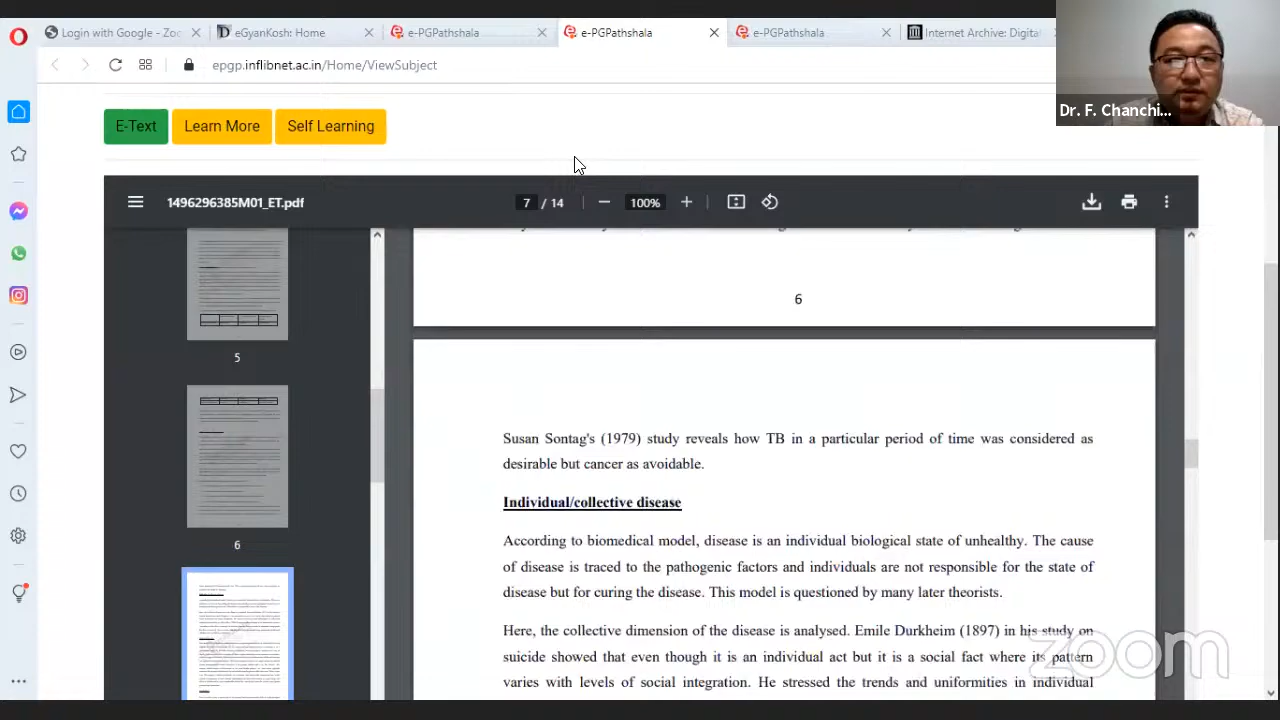 Login with Google - Zoo
eGyanKosh: Home
e-PGPathshala
e-PGPathshala
e-PGPathshala
Internet Archive: Digital
epgp.inflibnet.ac.in/Home/ViewSubject
Dr. F. Chanchi...
E-Text
Learn More
Self Learning
1496296385M01_ET.pdf
7 / 14
100%
6
5
6
Susan Sontag's (1979) study reveals how TB in a particular period of time was considered as
desirable but cancer as avoidable.
Individual/collective disease
According to biomedical model, disease is an individual biological state of unhealthy. The cause
of disease is traced to the pathogenic factors and individuals are not responsible for the state of
disease but for curing the disease. This model is questioned by many later theorists.
Here, the collective dimension of the disease is analysed. Emile Durkheim (1897) in his study on
suicide showed that even though it is an individual act but it is social fact where its pattern
varies with levels of social integration. He stressed the trends and uniformities in individual
zoom